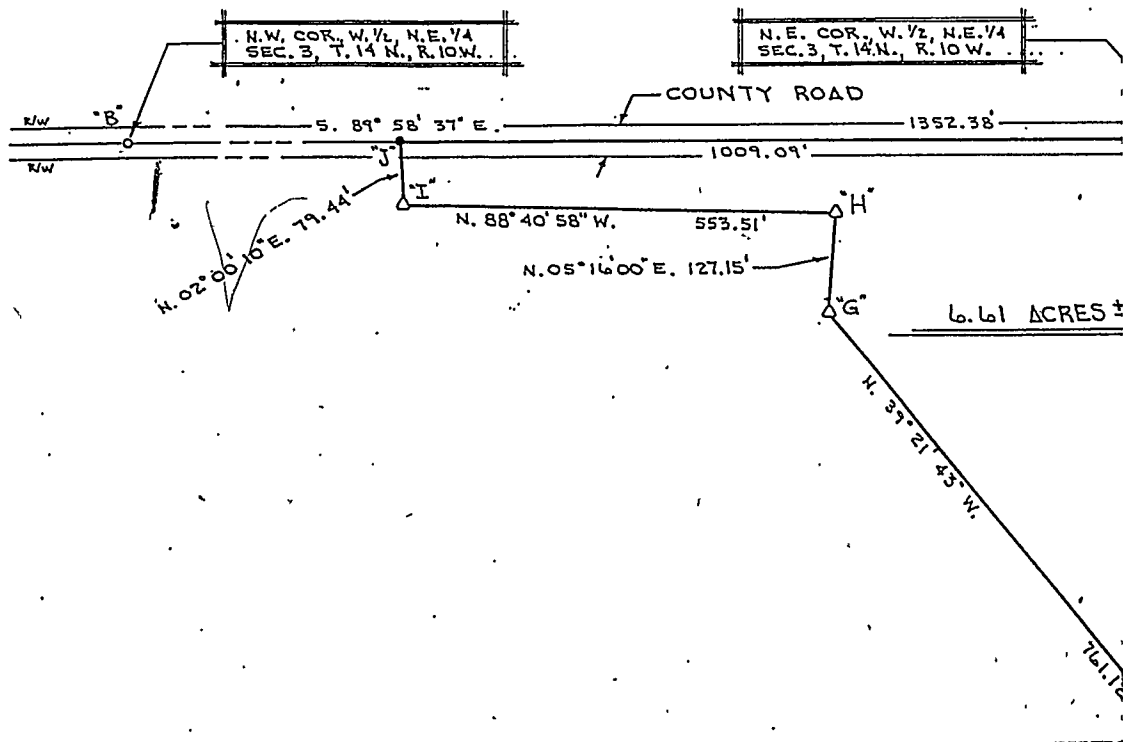 N.W. COR., W. 1/2, N.E. 1/4
SEC. 3, T. 14 N., R. 10 W.
N.E. COR., W. 1/2, N.E. 1/4
SEC. 3, T. 14 N., R. 10 W.
COUNTY ROAD
R/W
"B"
S. 89° 58' 37" E.
1352.38'
R/W
"J"
1009.09'
"I"
"H"
N. 02° 00' 10" E. 79.44'
N. 88° 40' 58" W.
553.51'
N. 05° 16' 00" E. 127.15'
"G"
6.61 ACRES ±
N. 39° 21' 43" W.